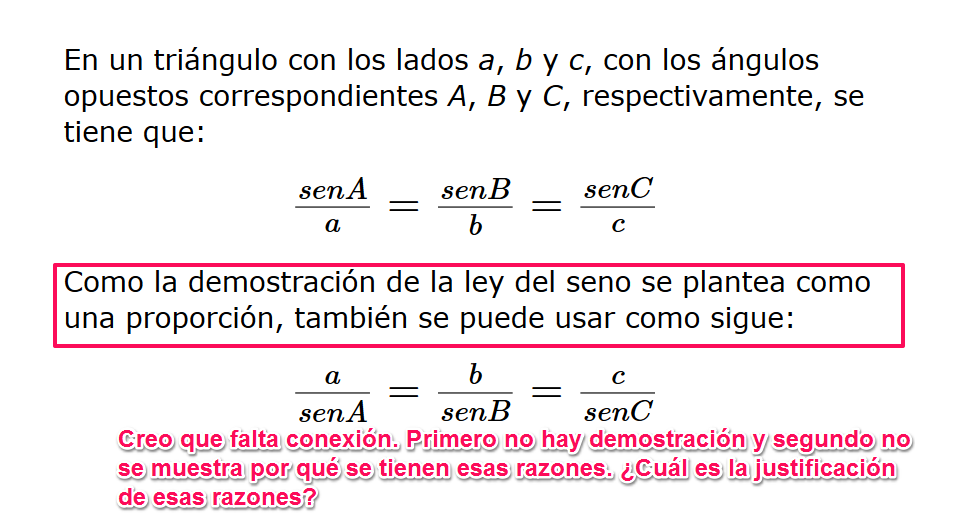 En un triángulo con los lados a, b y c, con los ángulos
opuestos correspondientes A, B y C, respectivamente, se
tiene que:
senA/a = senB/b = senC/c
Como la demostración de la ley del seno se plantea como
una proporción, también se puede usar como sigue:
a/senA = b/senB = c/senC
Creo que falta conexión. Primero no hay demostración y segundo no
se muestra por qué se tienen esas razones. ¿Cuál es la justificación
de esas razones?